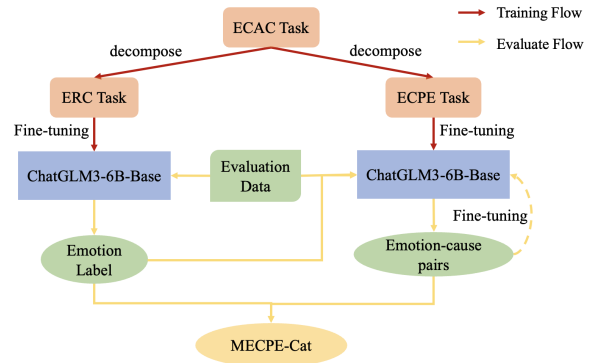 ECAC Task
Training Flow
Evaluate Flow
decompose
decompose
ERC Task
ECPE Task
Fine-tuning
Fine-tuning
ChatGLM3-6B-Base
Evaluation
Data
ChatGLM3-6B-Base
Fine-tuning
Emotion
Label
Emotion-cause
pairs
MECPE-Cat